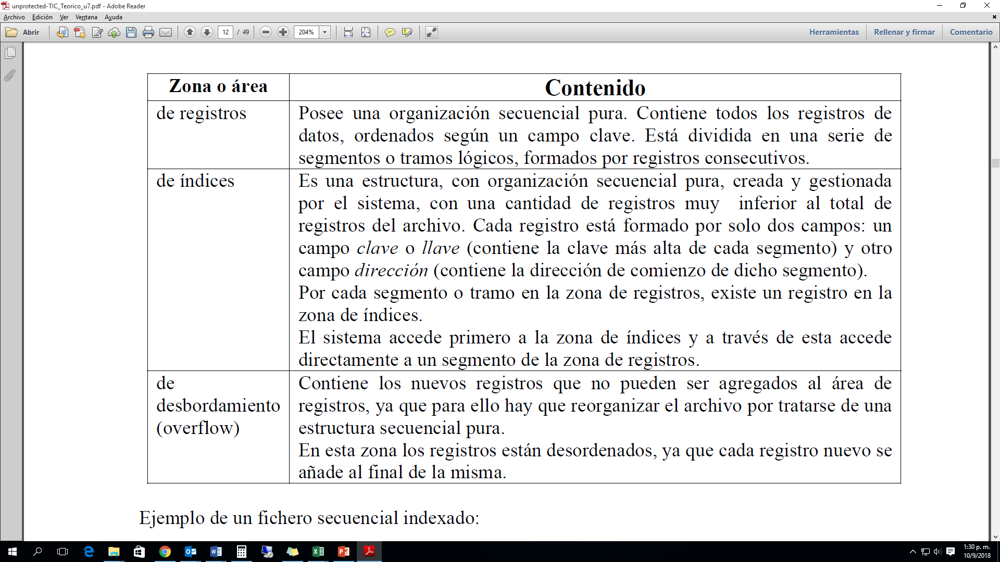 unprotected-TIC_Teorico_u7.pdf - Adobe Reader
Archivo Edición Ver Ventana Ayuda
Abrir 12 / 49 204% Herramientas Rellenar y firmar Comentario
Zona o área Contenido
de registros
Posee una organización secuencial pura. Contiene todos los registros de
datos, ordenados según un campo clave. Está dividida en una serie de
segmentos o tramos lógicos, formados por registros consecutivos.
de índices
Es una estructura, con organización secuencial pura, creada y gestionada
por el sistema, con una cantidad de registros muy inferior al total de
registros del archivo. Cada registro está formado por solo dos campos: un
campo clave o llave (contiene la clave más alta de cada segmento) y otro
campo dirección (contiene la dirección de comienzo de dicho segmento).
Por cada segmento o tramo en la zona de registros, existe un registro en la
zona de índices.
El sistema accede primero a la zona de índices y a través de esta accede
directamente a un segmento de la zona de registros.
de
desbordamiento
(overflow)
Contiene los nuevos registros que no pueden ser agregados al área de
registros, ya que para ello hay que reorganizar el archivo por tratarse de una
estructura secuencial pura.
En esta zona los registros están desordenados, ya que cada registro nuevo se
añade al final de la misma.
Ejemplo de un fichero secuencial indexado:
1:30 p. m.
10/9/2018